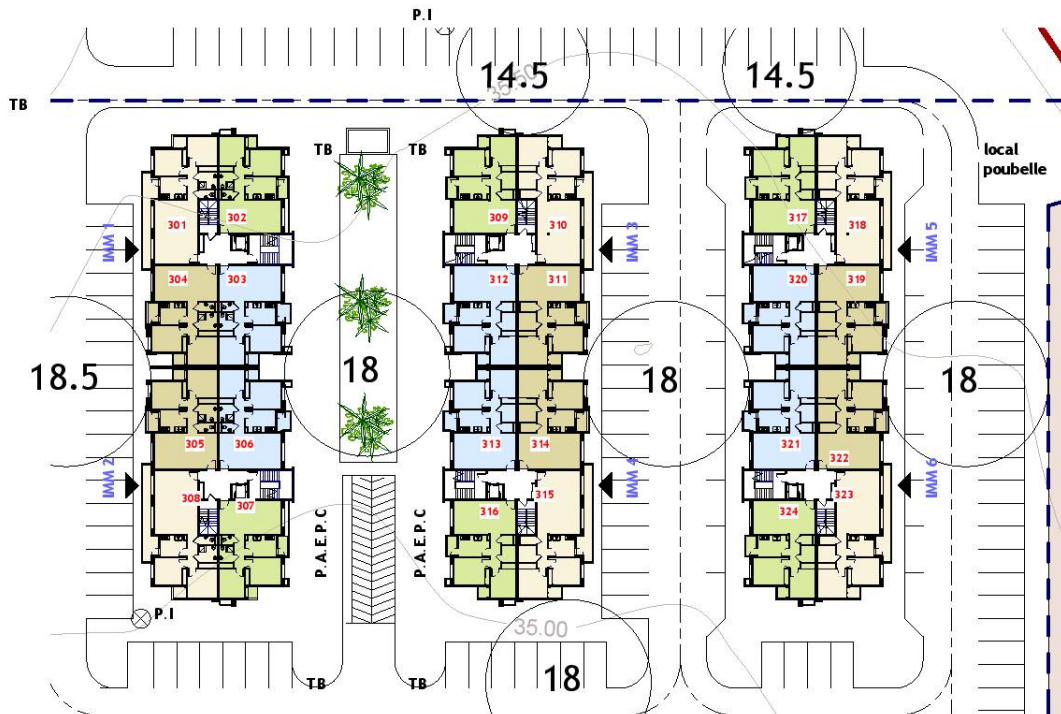 P.I
14.5
14.5
35.50
TB
TB
TB
local
poubelle
301
302
309
310
317
318
IMM 1
IMM 3
IMM 5
304
303
312
311
320
319
18.5
18
18
18
305
306
313
314
321
322
IMM 2
IMM 4
IMM 6
308
307
316
315
324
323
P.A.E.P.C
P.A.E.P.C
P.I
35.00
18
TB
TB